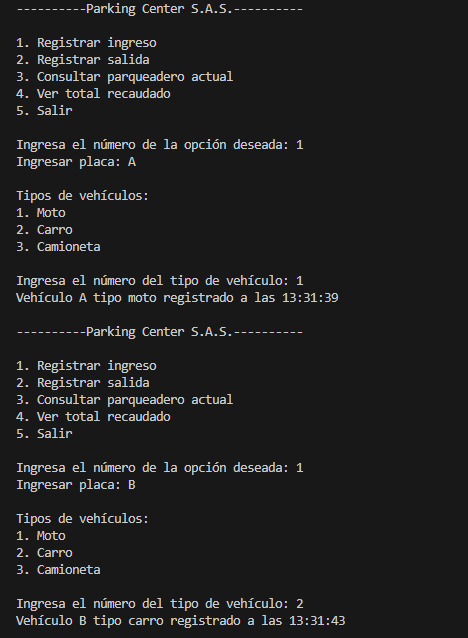 ----------Parking Center S.A.S.----------
1. Registrar ingreso
2. Registrar salida
3. Consultar parqueadero actual
4. Ver total recaudado
5. Salir
Ingresa el número de la opción deseada: 1
Ingresar placa: A
Tipos de vehículos:
1. Moto
2. Carro
3. Camioneta
Ingresa el número del tipo de vehículo: 1
Vehículo A tipo moto registrado a las 13:31:39
----------Parking Center S.A.S.----------
1. Registrar ingreso
2. Registrar salida
3. Consultar parqueadero actual
4. Ver total recaudado
5. Salir
Ingresa el número de la opción deseada: 1
Ingresar placa: B
Tipos de vehículos:
1. Moto
2. Carro
3. Camioneta
Ingresa el número del tipo de vehículo: 2
Vehículo B tipo carro registrado a las 13:31:43